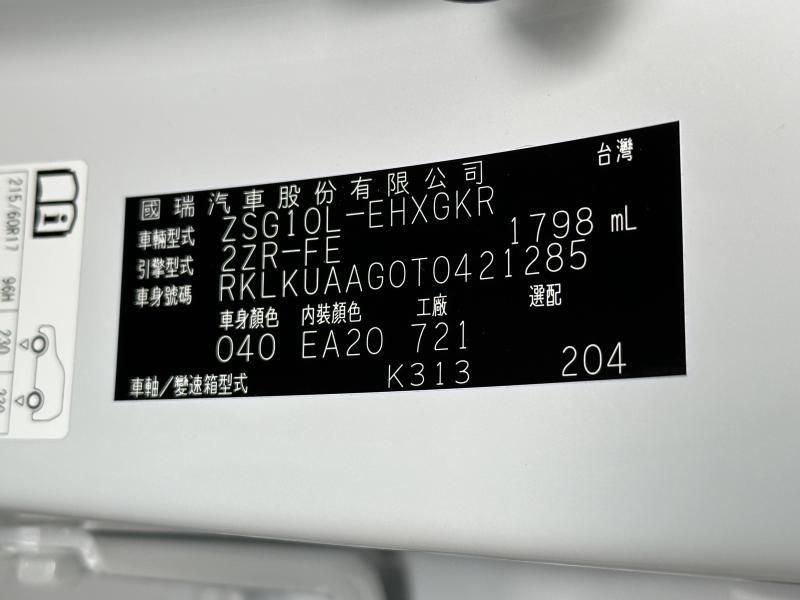 國瑞汽車股份有限公司 台灣
車輛型式 ZSG10L-EHXGKR
引擎型式 2ZR-FE 1798 mL
車身號碼 RKLKUAAG0T0421285
車身顏色 內裝顏色 工廠 選配
040 EA20 721
車軸/變速箱型式 K313 204
215/60R17 96H 230